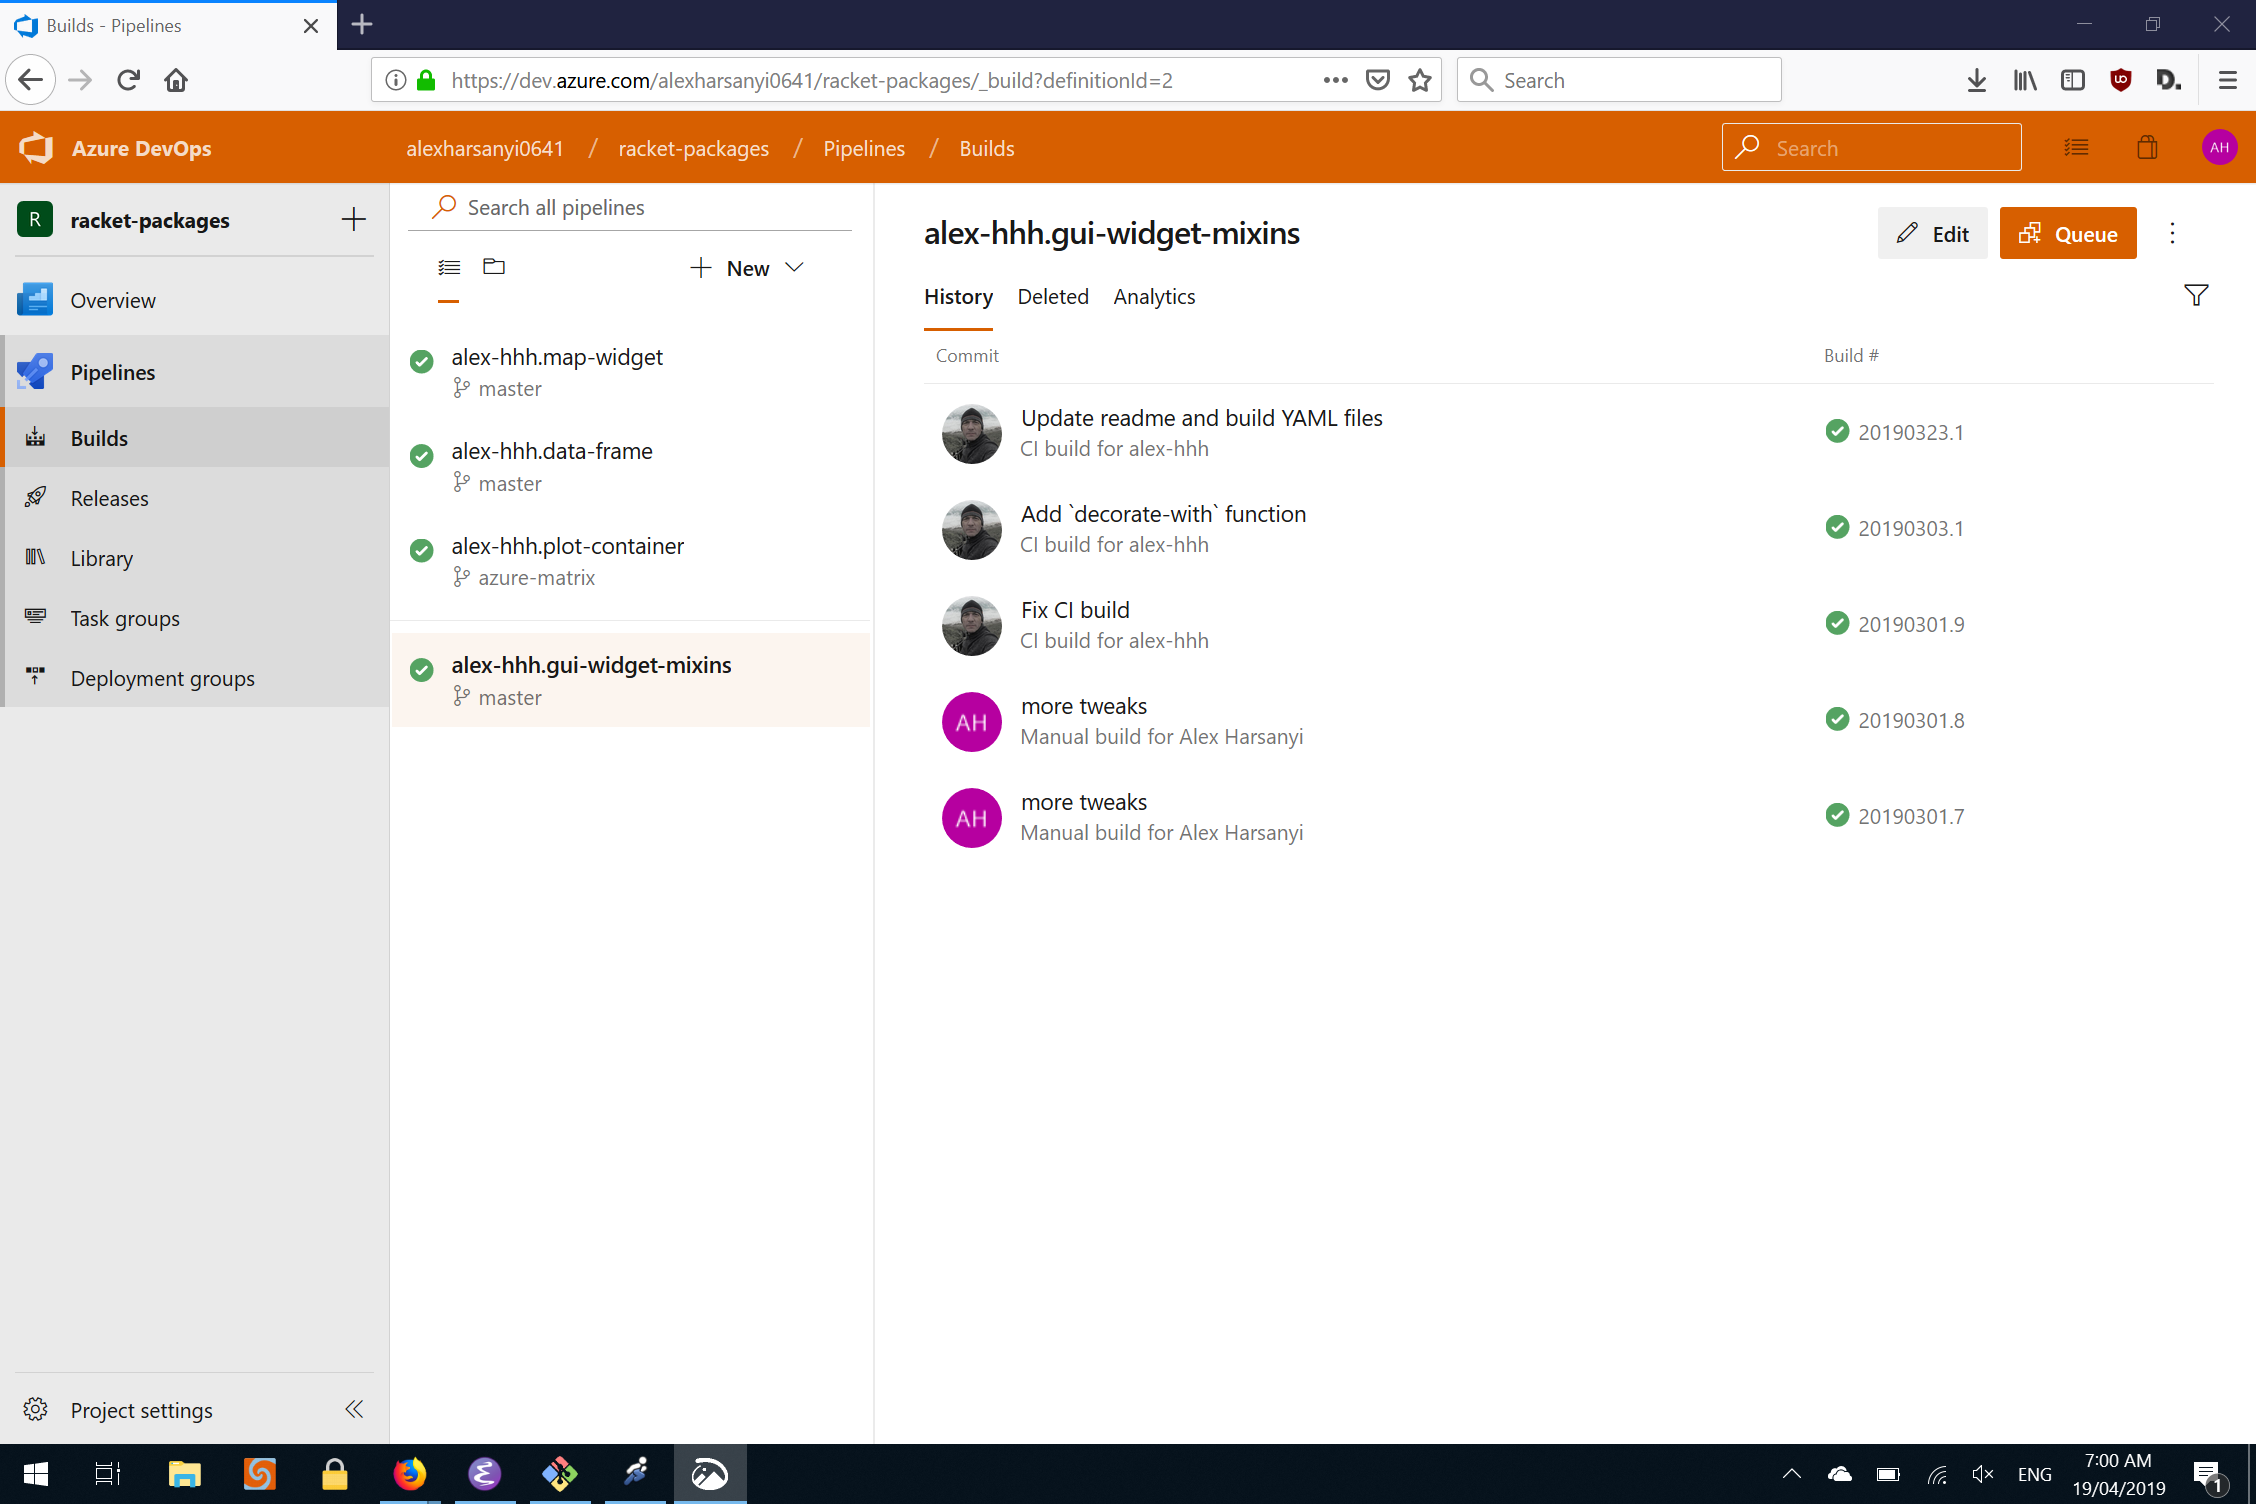 Builds - Pipelines
https://dev.azure.com/alexharsanyi0641/racket-packages/_build?definitionId=2
Search
Azure DevOps
alexharsanyi0641 / racket-packages / Pipelines / Builds
Search
AH
R
racket-packages
Overview
Pipelines
Builds
Releases
Library
Task groups
Deployment groups
Project settings
Search all pipelines
New
alex-hhh.map-widget
master
alex-hhh.data-frame
master
alex-hhh.plot-container
azure-matrix
alex-hhh.gui-widget-mixins
master
alex-hhh.gui-widget-mixins
Edit
Queue
History Deleted Analytics
Commit Build #
Update readme and build YAML files
CI build for alex-hhh
20190323.1
Add `decorate-with` function
CI build for alex-hhh
20190303.1
Fix CI build
CI build for alex-hhh
20190301.9
AH
more tweaks
Manual build for Alex Harsanyi
20190301.8
AH
more tweaks
Manual build for Alex Harsanyi
20190301.7
ENG
7:00 AM
19/04/2019
1